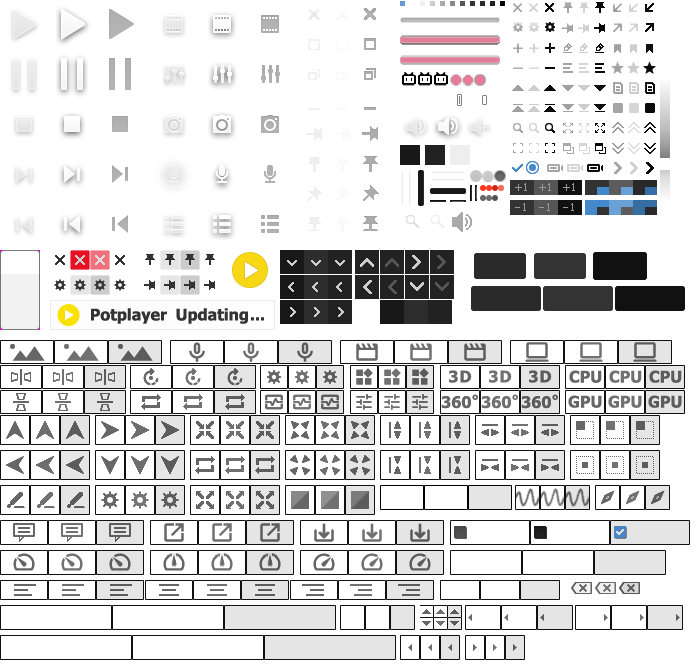 +1 +1 +1
-1 -1 -1
Potplayer Updating...
3D 3D 3D CPU CPU CPU
360° 360° 360° GPU GPU GPU